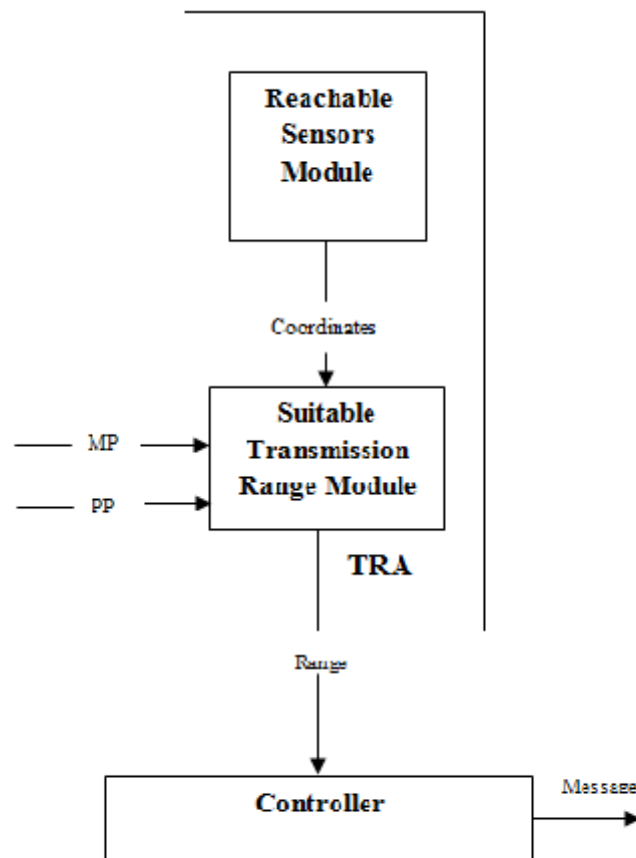 Reachable
Sensors
Module
Coordinates
Suitable
Transmission
Range Module
MP
PP
TRA
Range
Controller
Message